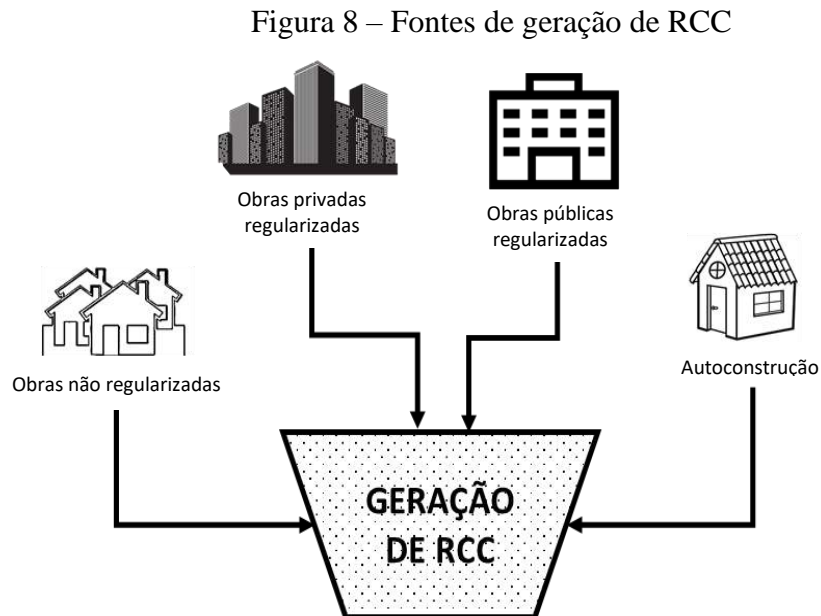 Figura 8 – Fontes de geração de RCC
Obras privadas
regularizadas
Obras públicas
regularizadas
Obras não regularizadas
Autoconstrução
GERAÇÃO
DE RCC